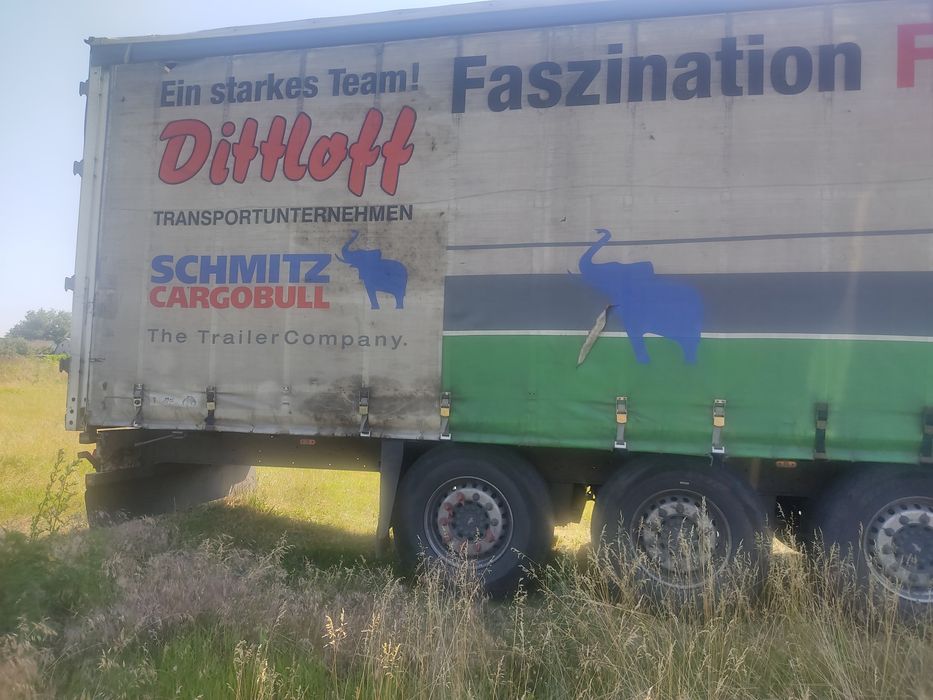 Ein starkes Team!
Dittloff
TRANSPORTUNTERNEHMEN
SCHMITZ
CARGOBULL
The TrailerCompany.
Faszination F